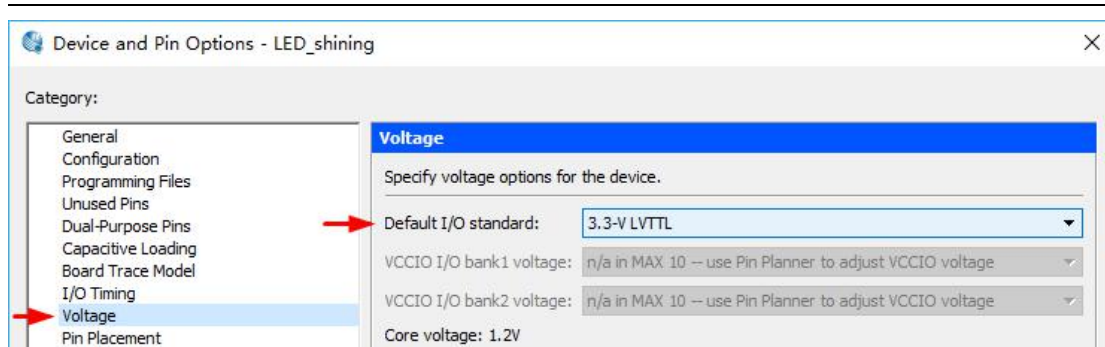 Device and Pin Options - LED_shining
Category:
General
Configuration
Programming Files
Unused Pins
Dual-Purpose Pins
Capacitive Loading
Board Trace Model
I/O Timing
Voltage
Pin Placement
Voltage
Specify voltage options for the device.
Default I/O standard: 3.3-V LVTTL
VCCIO I/O bank1 voltage: n/a in MAX 10 -- use Pin Planner to adjust VCCIO voltage
VCCIO I/O bank2 voltage: n/a in MAX 10 -- use Pin Planner to adjust VCCIO voltage
Core voltage: 1.2V